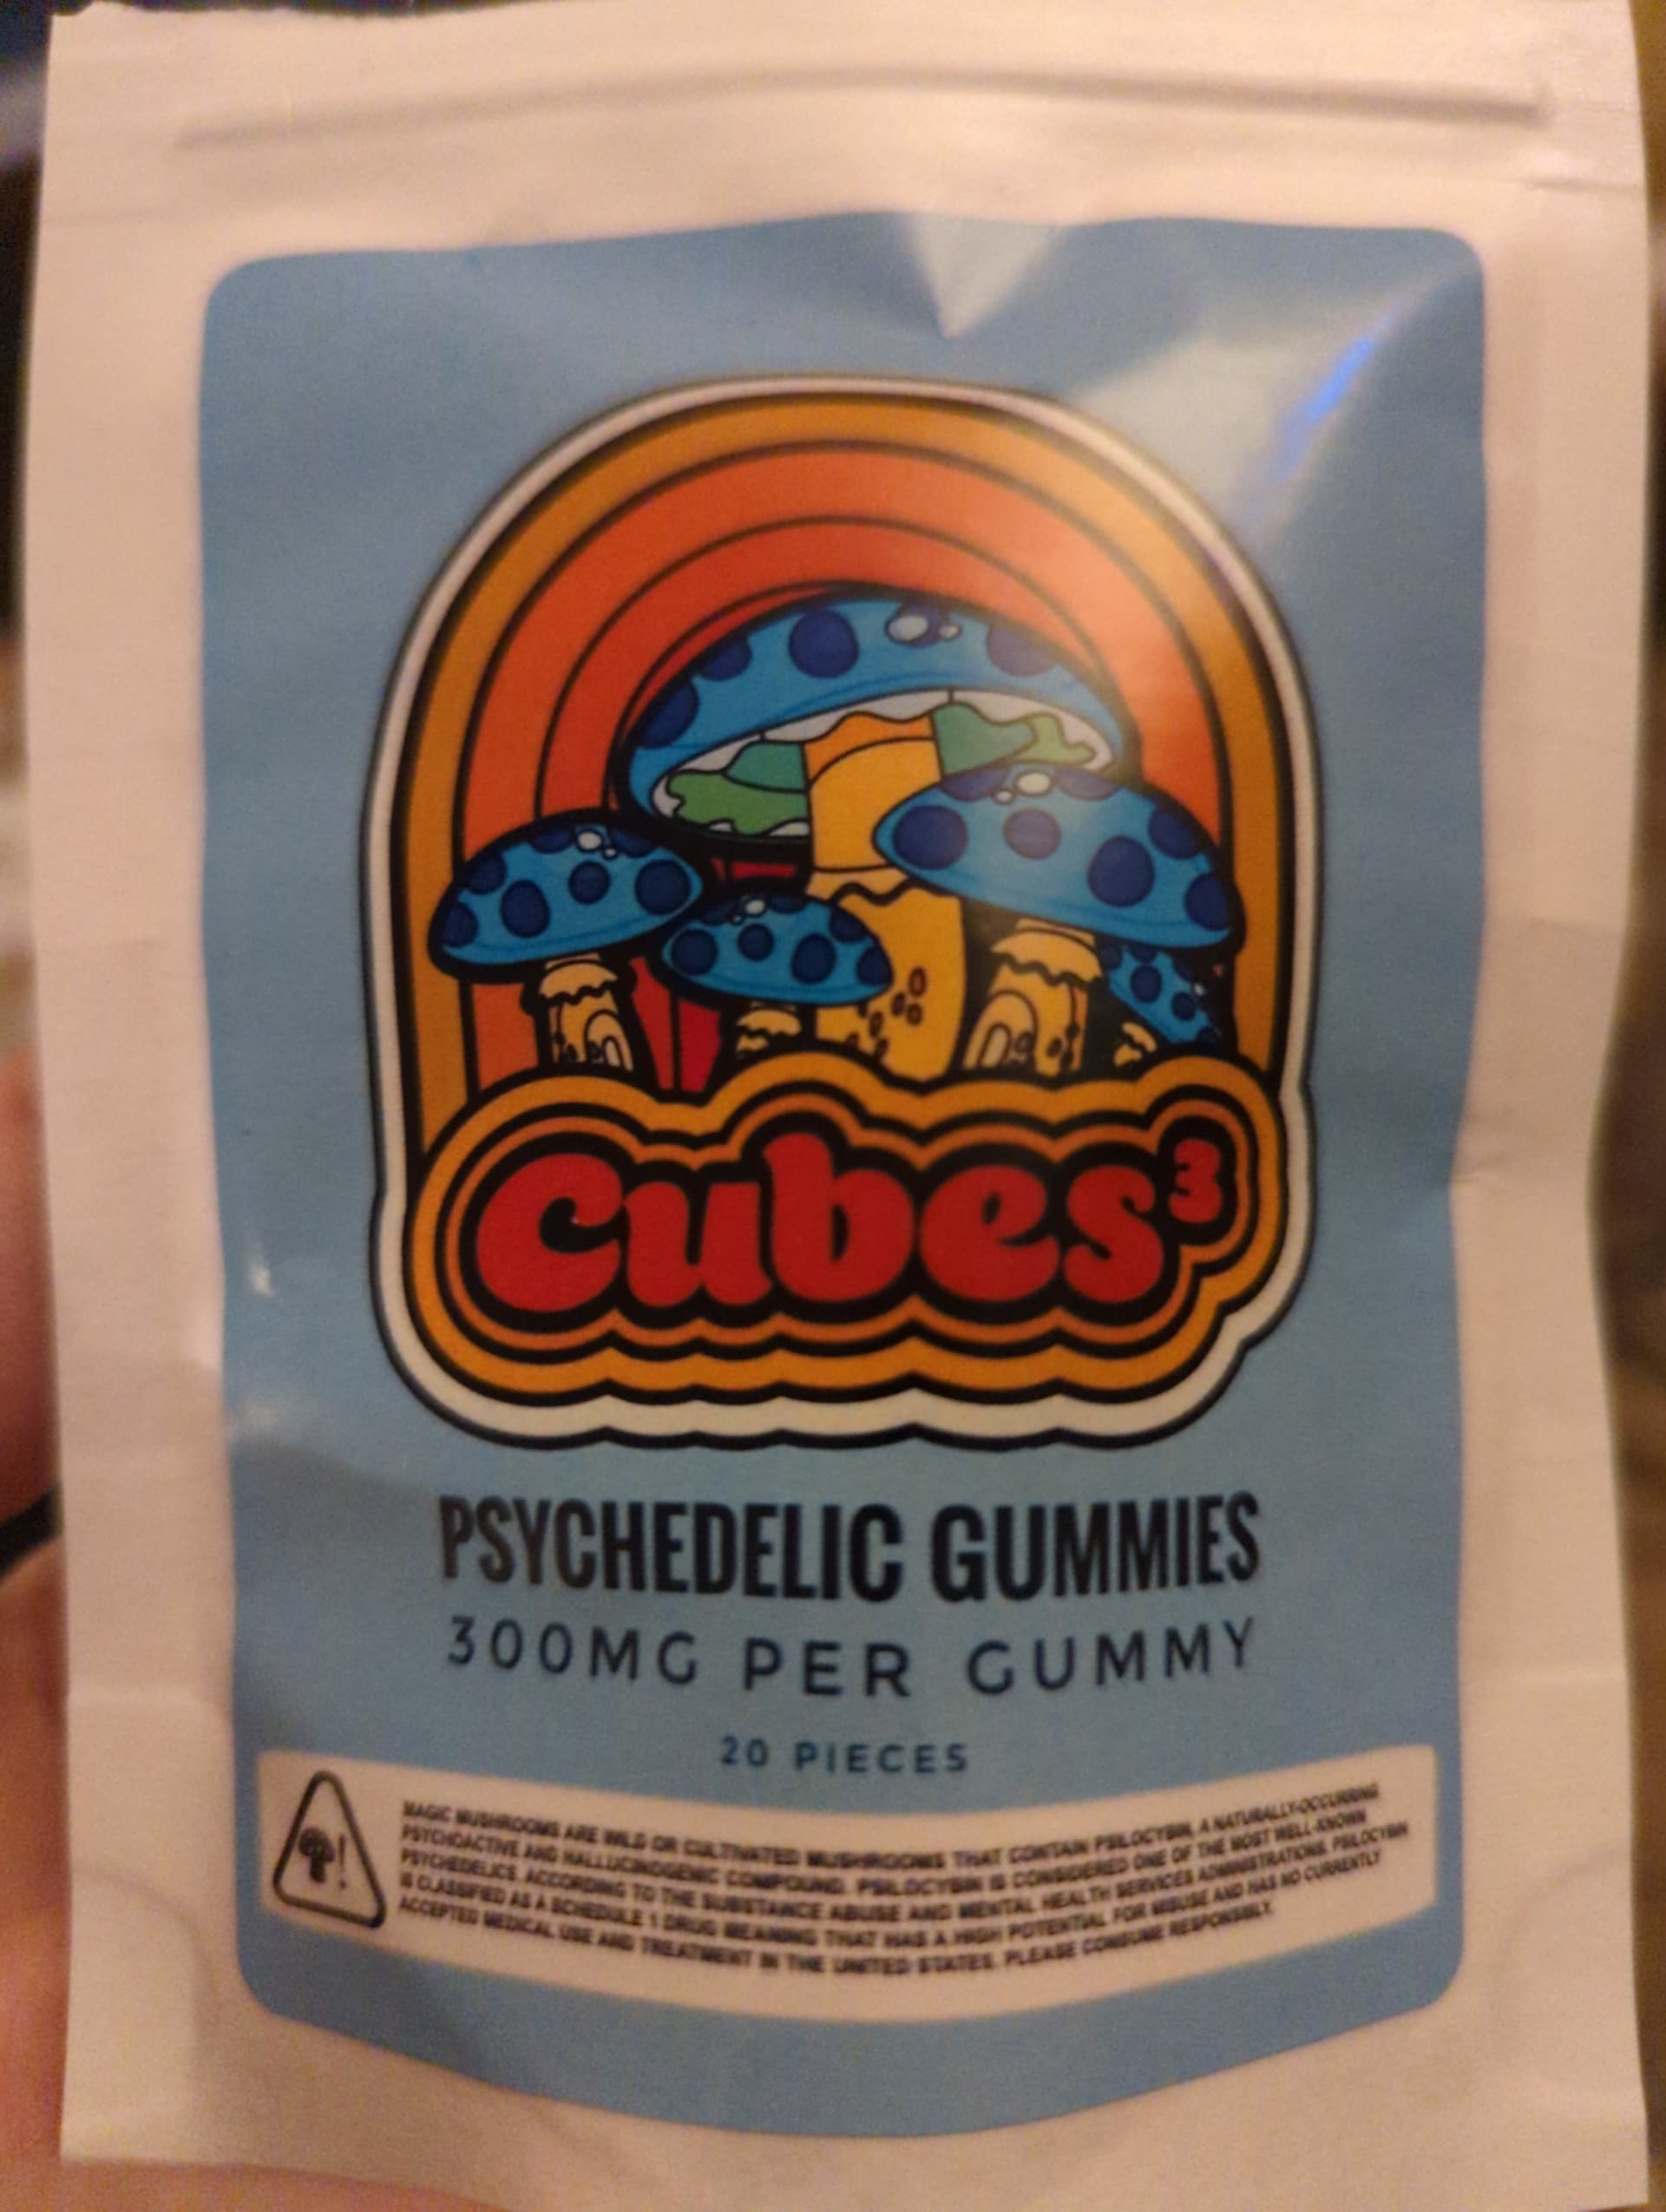 Cubes³
PSYCHEDELIC GUMMIES
300MG PER GUMMY
20 PIECES
!
MAGIC MUSHROOMS ARE WILD OR CULTIVATED MUSHROOMS THAT CONTAIN PSILOCYBIN, A NATURALLY-OCCURRING
PSYCHOACTIVE AND HALLUCINOGENIC COMPOUND. PSILOCYBIN IS CONSIDERED ONE OF THE MOST WELL-KNOWN
PSYCHEDELICS. ACCORDING TO THE SUBSTANCE ABUSE AND MENTAL HEALTH SERVICES ADMINISTRATIONS, PSILOCYBIN
IS CLASSIFIED AS A SCHEDULE 1 DRUG MEANING THAT HAS A HIGH POTENTIAL FOR MISUSE AND HAS NO CURRENTLY
ACCEPTED MEDICAL USE AND TREATMENT IN THE UNITED STATES. PLEASE CONSUME RESPONSIBLY.